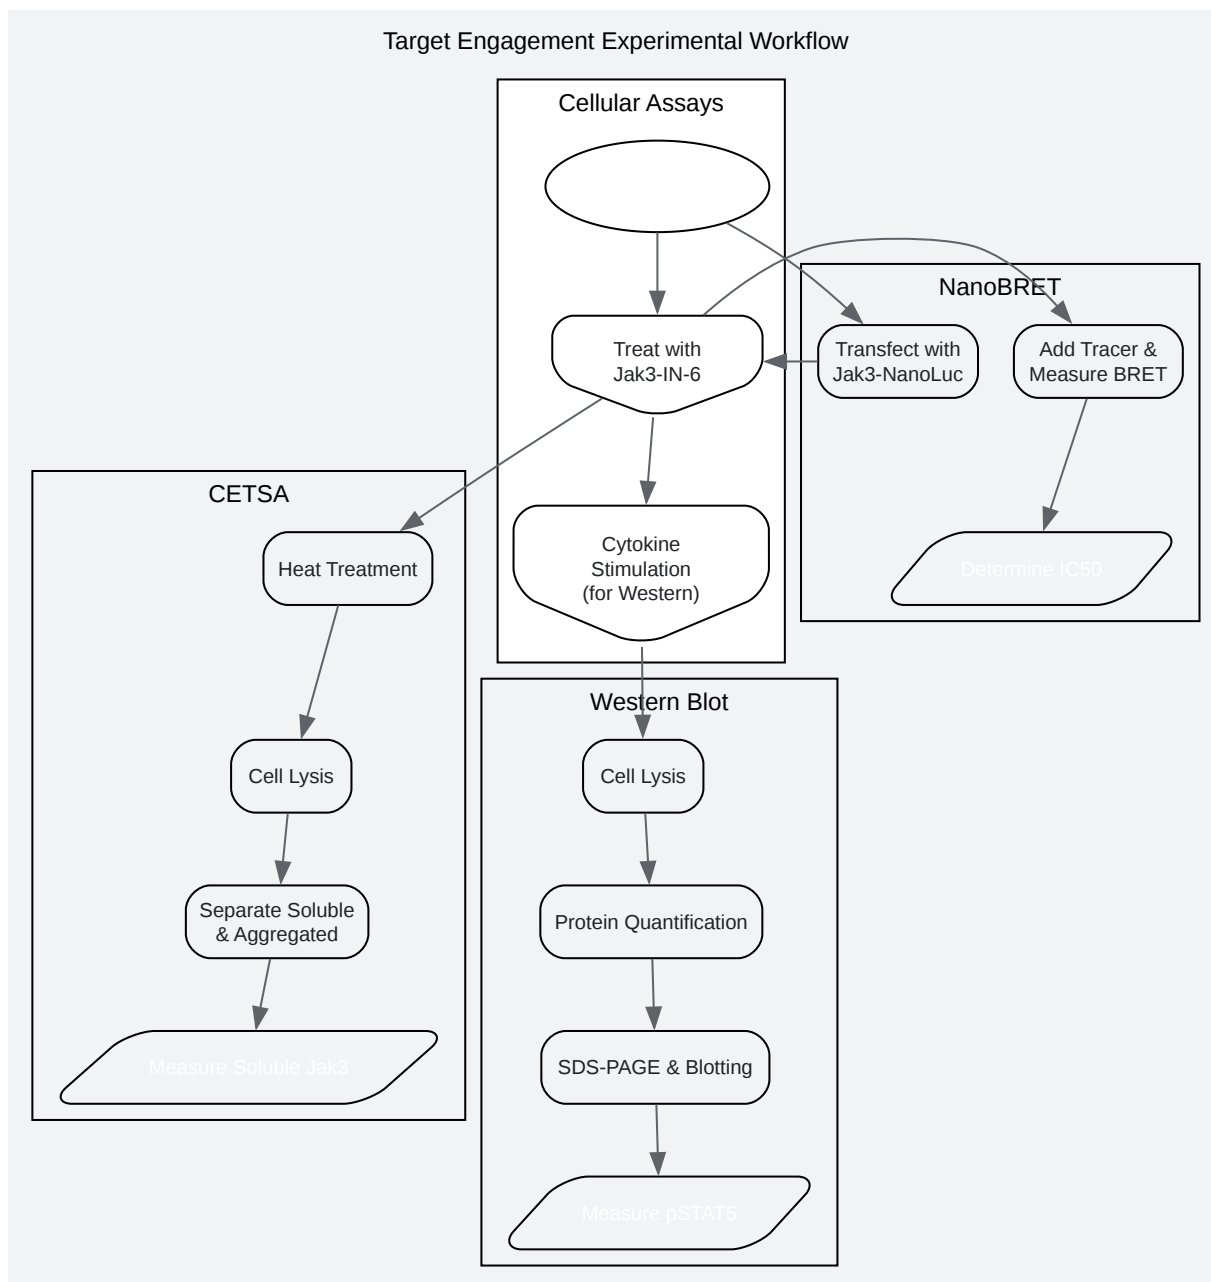 Target Engagement Experimental Workflow
Cellular Assays
NanoBRET
Treat with
Jak3-IN-6
Transfect with
Jak3-NanoLuc
Add Tracer &
Measure BRET
CETSA
Heat Treatment
Cytokine
Stimulation
(for Western)
Determine IC50
Western Blot
Cell Lysis
Cell Lysis
Separate Soluble
& Aggregated
Protein Quantification
Measure Soluble Jak3
SDS-PAGE & Blotting
Measure pSTAT5